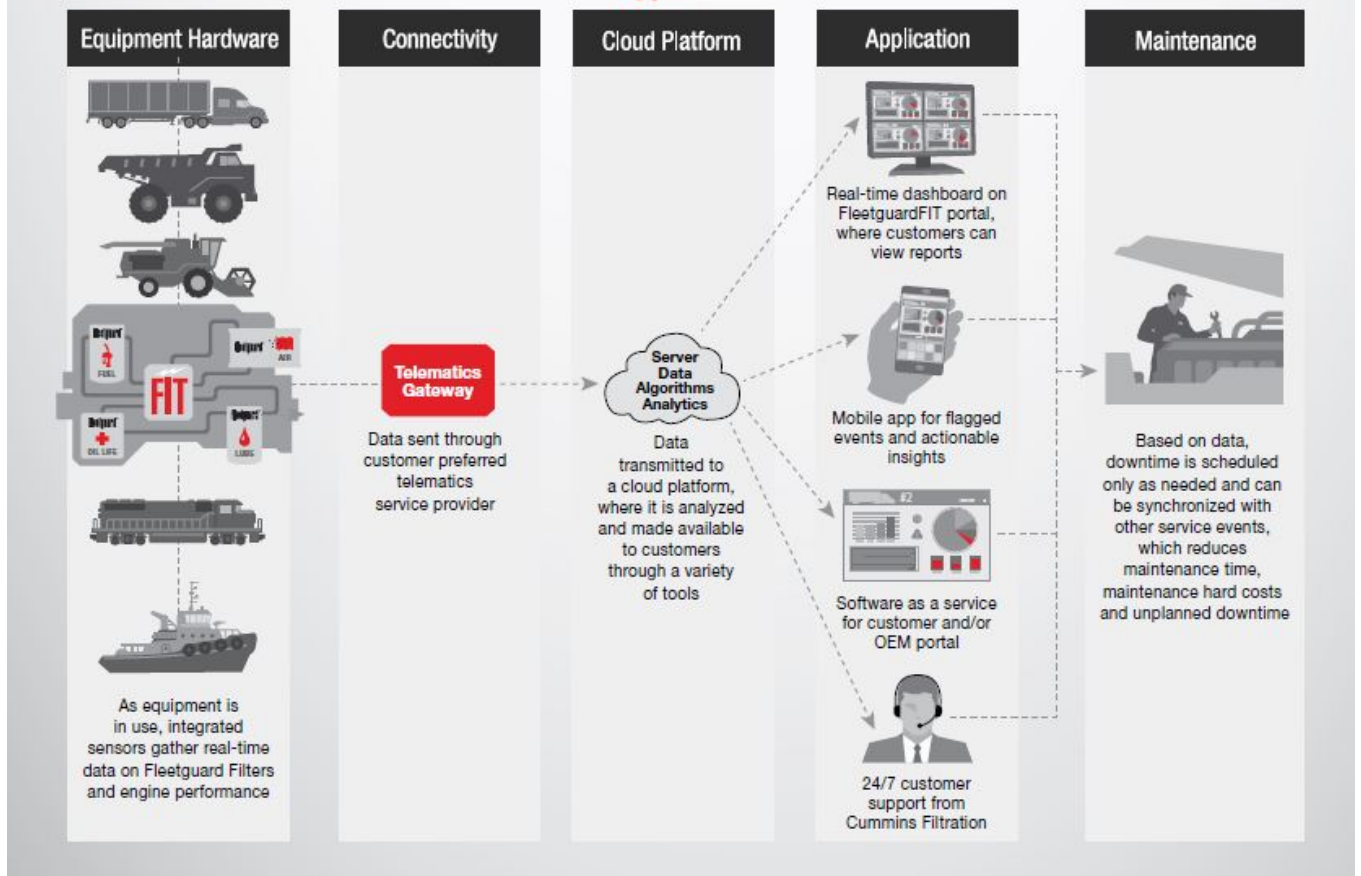 Equipment Hardware
Connectivity
Cloud Platform
Application
Maintenance
FUEL
AIR
FIT
OIL LIFE
LUBE
As equipment is
in use, integrated
sensors gather real-time
data on Fleetguard Filters
and engine performance
Telematics
Gateway
Data sent through
customer preferred
telematics
service provider
Server
Data
Algorithms
Analytics
Data
transmitted to
a cloud platform,
where it is analyzed
and made available
to customers
through a variety
of tools
Real-time dashboard on
FleetguardFIT portal,
where customers can
view reports
Mobile app for flagged
events and actionable
insights
#2
Software as a service
for customer and/or
OEM portal
24/7 customer
support from
Cummins Filtration
Based on data,
downtime is scheduled
only as needed and can
be synchronized with
other service events,
which reduces
maintenance time,
maintenance hard costs
and unplanned downtime